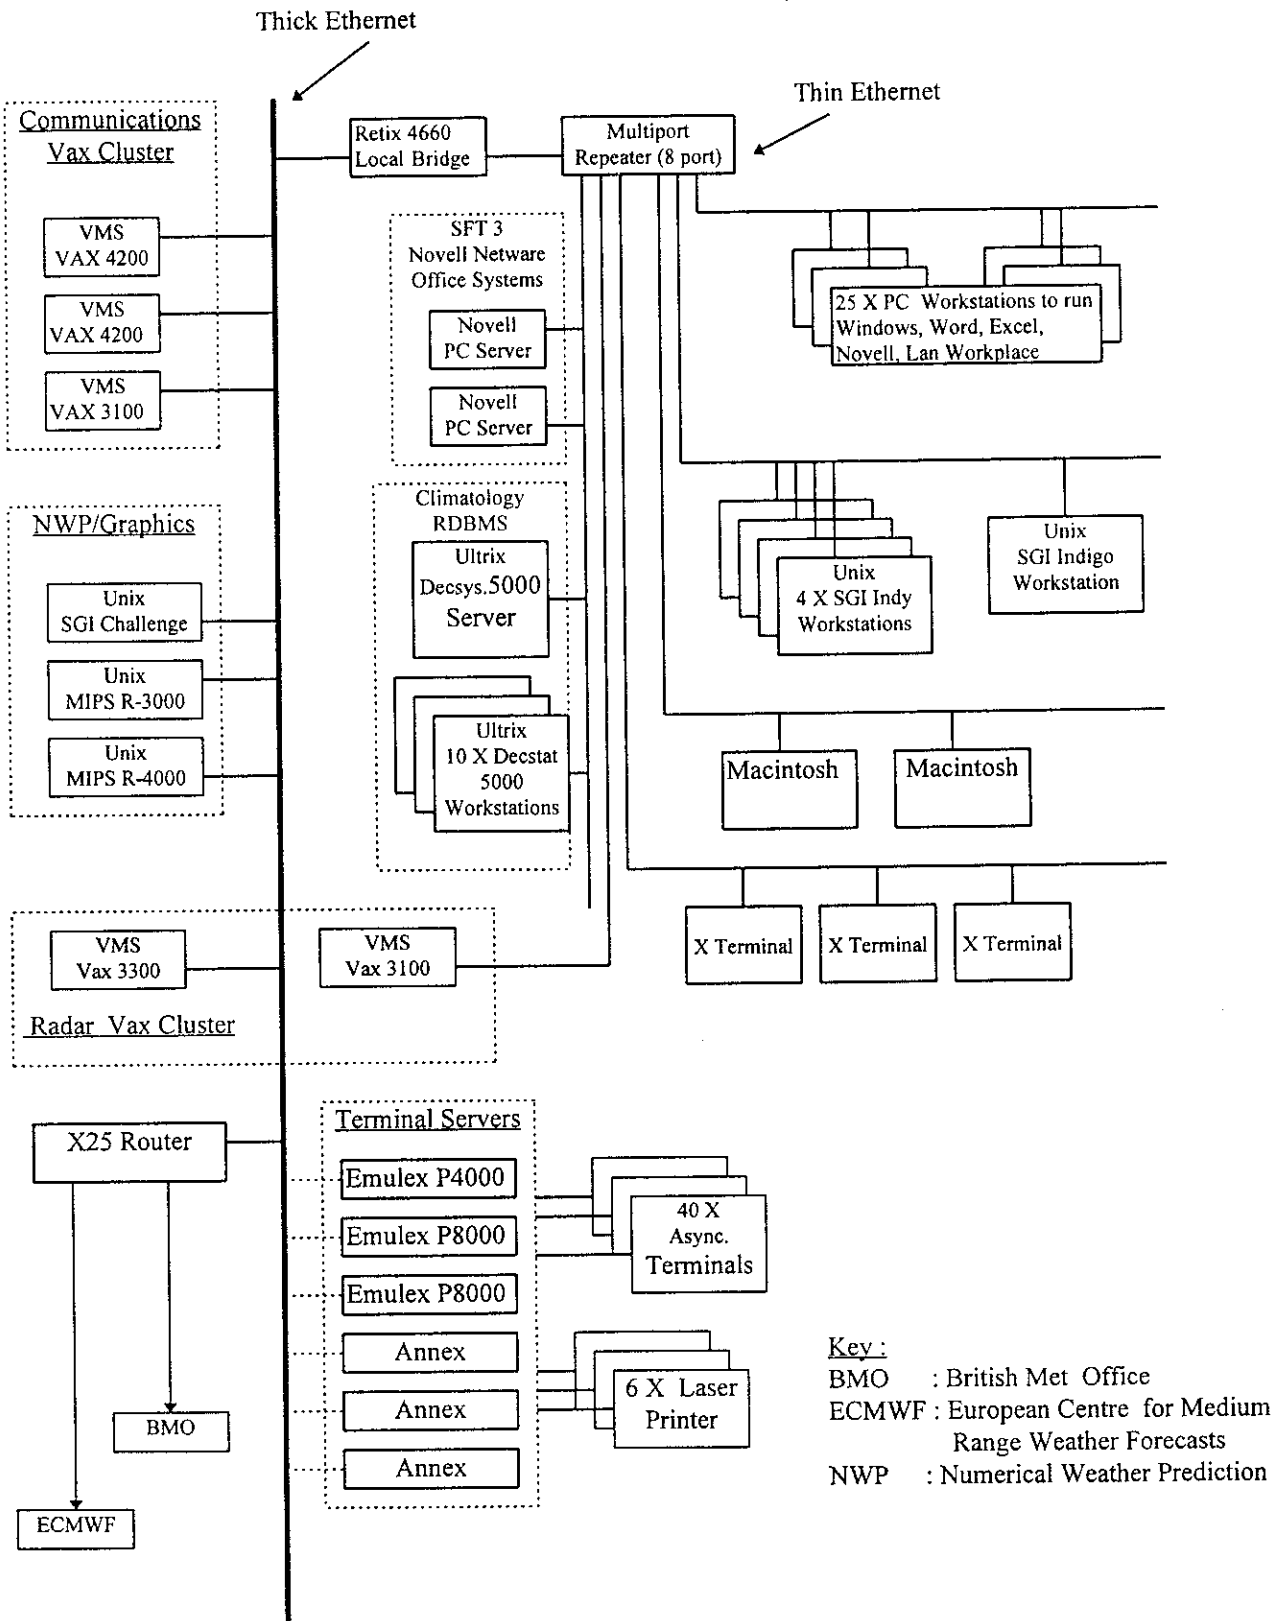 Thick Ethernet
Thin Ethernet
Communications
Vax Cluster
VMS
VAX 4200
VMS
VAX 4200
VMS
VAX 3100
Retix 4660
Local Bridge
Multiport
Repeater (8 port)
SFT 3
Novell Netware
Office Systems
Novell
PC Server
Novell
PC Server
25 X PC Workstations to run
Windows, Word, Excel,
Novell, Lan Workplace
NWP/Graphics
Unix
SGI Challenge
Unix
MIPS R-3000
Unix
MIPS R-4000
Climatology
RDBMS
Ultrix
Decsys.5000
Server
Ultrix
10 X Decstat
5000
Workstations
Unix
4 X SGI Indy
Workstations
Unix
SGI Indigo
Workstation
Macintosh
Macintosh
X Terminal
X Terminal
X Terminal
VMS
Vax 3300
VMS
Vax 3100
Radar Vax Cluster
X25 Router
BMO
ECMWF
Terminal Servers
Emulex P4000
Emulex P8000
Emulex P8000
Annex
Annex
Annex
40 X
Async.
Terminals
6 X Laser
Printer
Key :
BMO : British Met Office
ECMWF : European Centre for Medium
Range Weather Forecasts
NWP : Numerical Weather Prediction